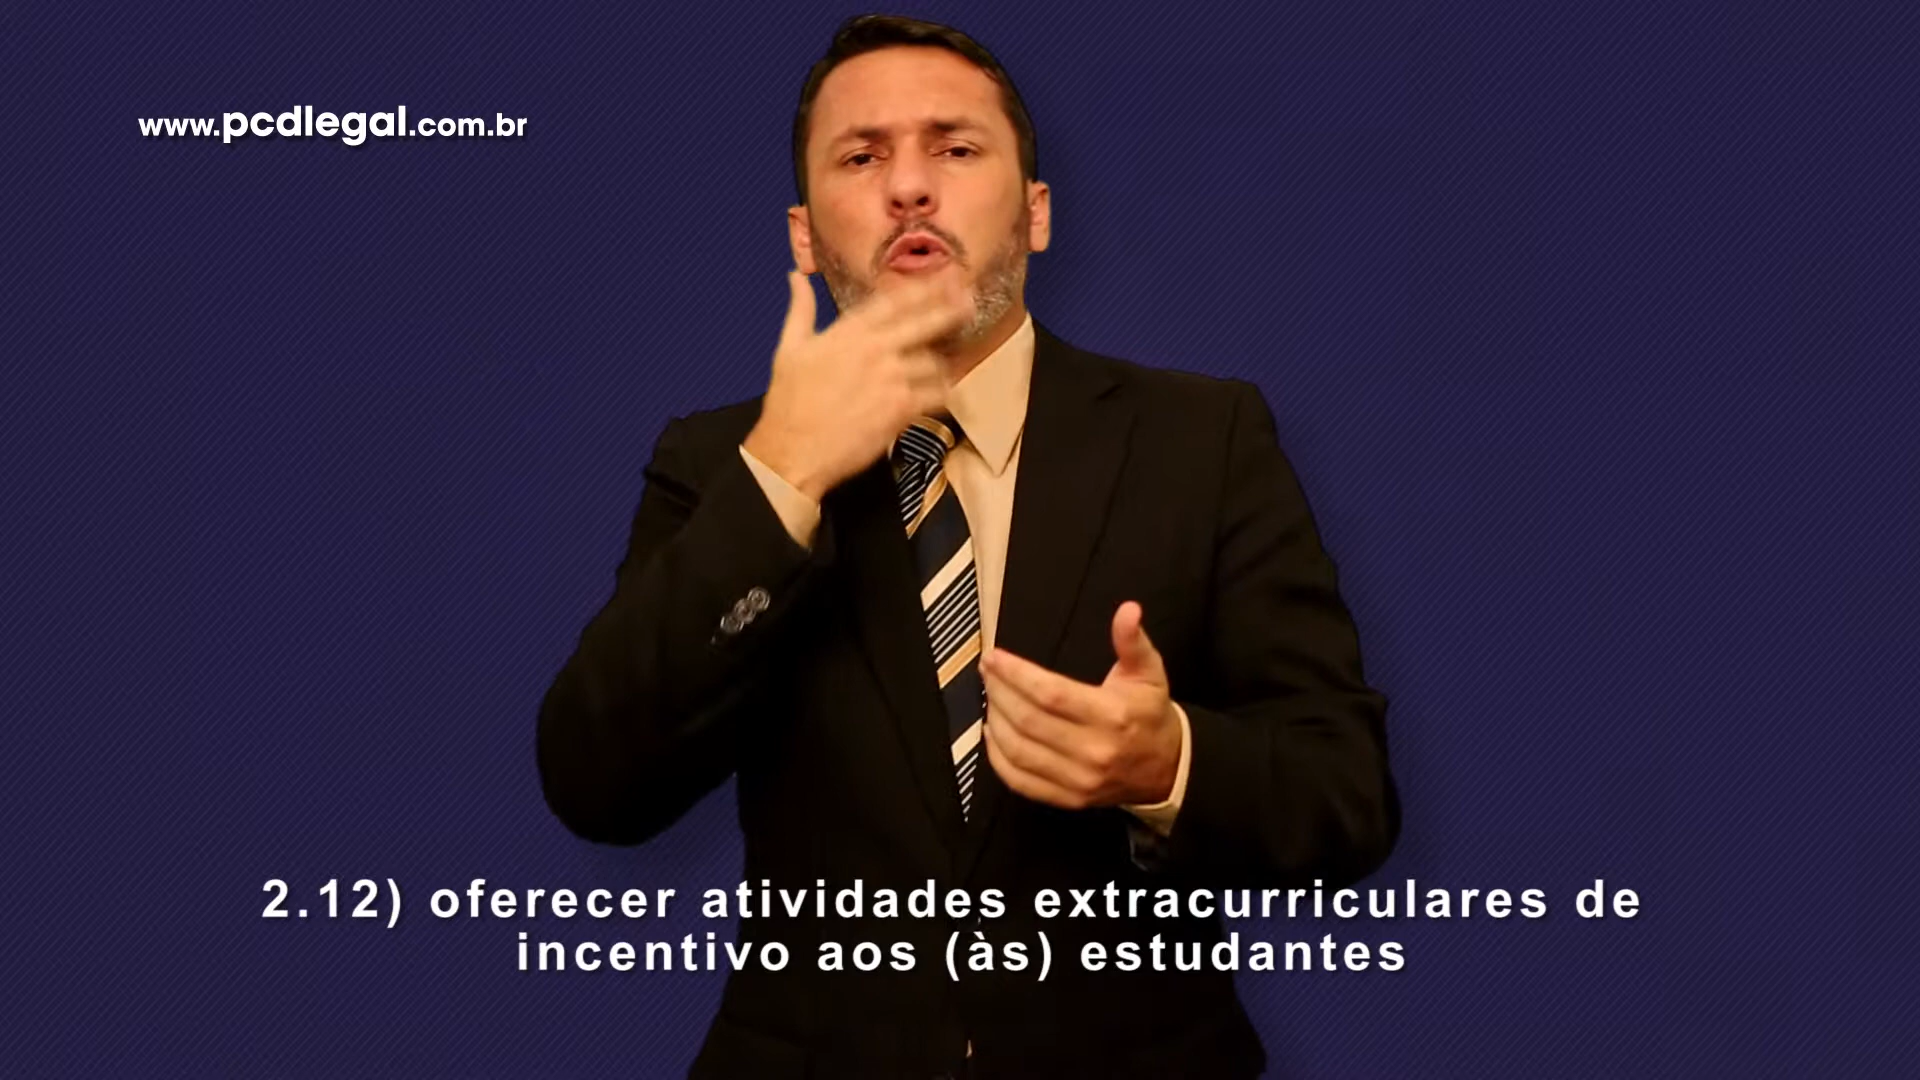 www.pcdlegal.com.br
2.12) oferecer atividades extracurriculares de
incentivo aos (às) estudantes